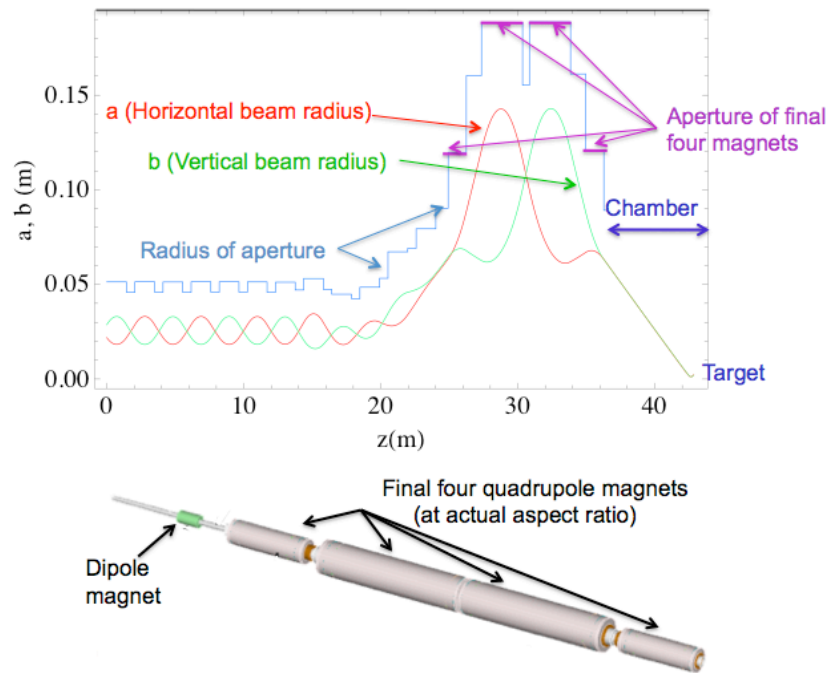 0.15
0.10
0.05
0.00
a, b (m)
a (Horizontal beam radius)
b (Vertical beam radius)
Aperture of final
four magnets
Radius of aperture
Chamber
Target
0
10
20
30
40
z(m)
Final four quadrupole magnets
(at actual aspect ratio)
Dipole
magnet